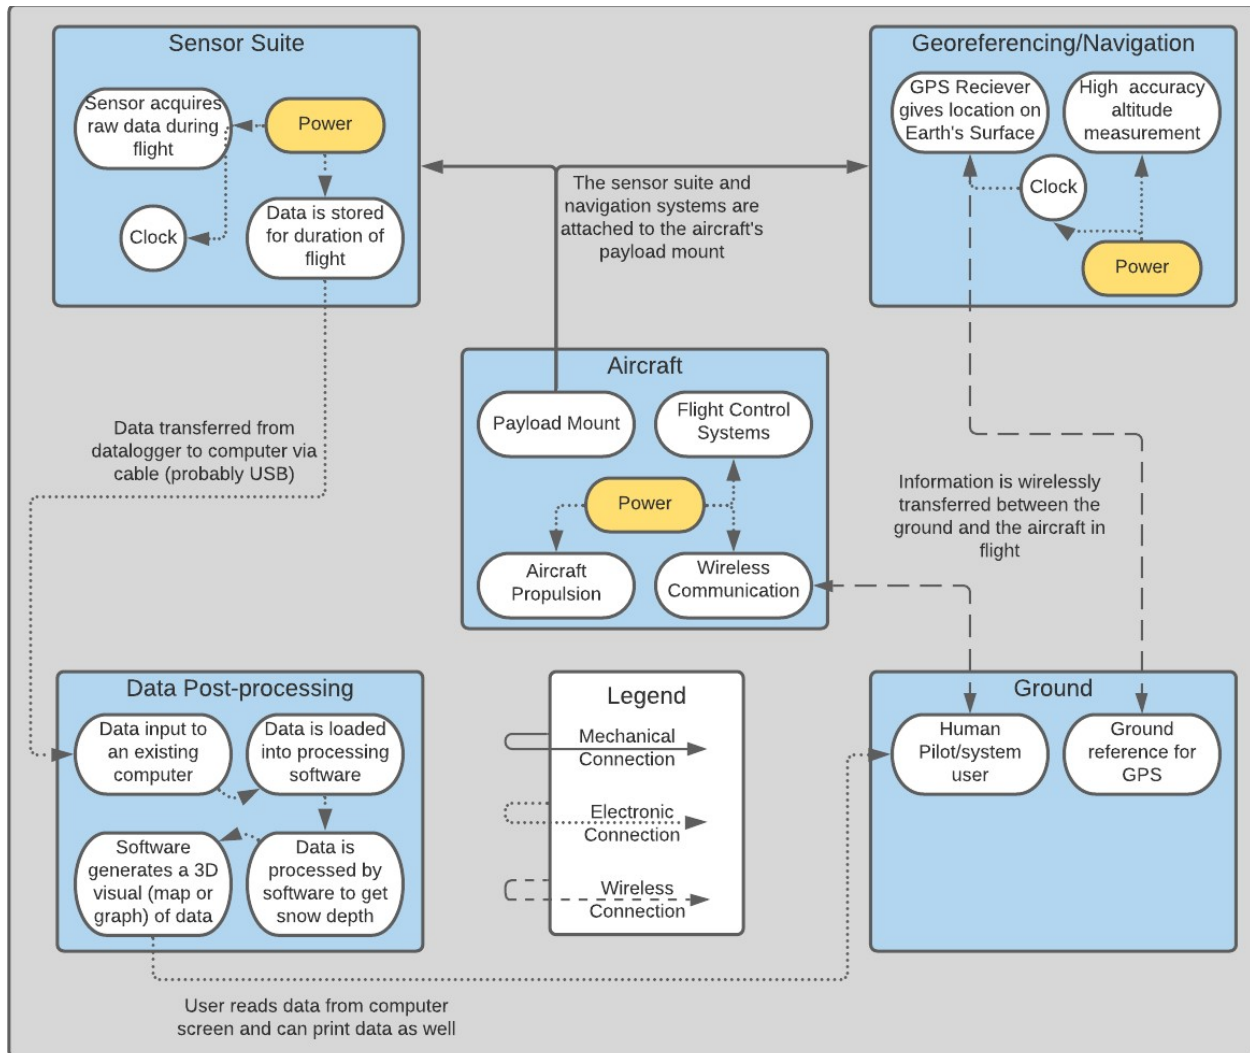 Sensor Suite
Sensor acquires
raw data during
flight
Power
Clock
Data is stored
for duration of
flight
Georeferencing/Navigation
GPS Reciever
gives location on
Earth's Surface
High accuracy
altitude
measurement
Clock
Power
The sensor suite and
navigation systems are
attached to the aircraft's
payload mount
Aircraft
Payload Mount
Flight Control
Systems
Power
Aircraft
Propulsion
Wireless
Communication
Data transferred from
datalogger to computer via
cable (probably USB)
Information is wirelessly
transferred between the
ground and the aircraft in
flight
Data Post-processing
Data input to
an existing
computer
Data is loaded
into processing
software
Software
generates a 3D
visual (map or
graph) of data
Data is
processed by
software to get
snow depth
Legend
Mechanical
Connection
Electronic
Connection
Wireless
Connection
Ground
Human
Pilot/system
user
Ground
reference for
GPS
User reads data from computer
screen and can print data as well